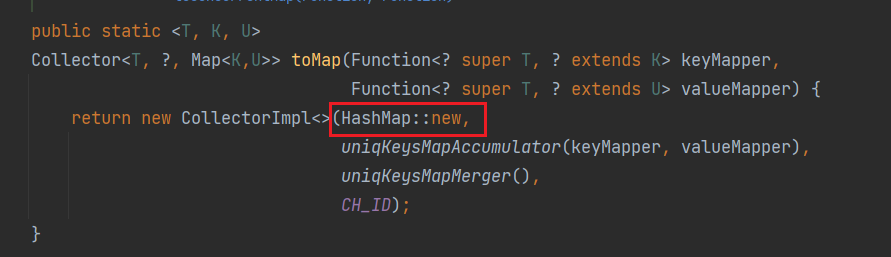 public static <T, K, U>
Collector<T, ?, Map<K,U>> toMap(Function<? super T, ? extends K> keyMapper,
Function<? super T, ? extends U> valueMapper) {
return new CollectorImpl<>(HashMap::new,
uniqKeysMapAccumulator(keyMapper, valueMapper),
uniqKeysMapMerger(),
CH_ID);
}